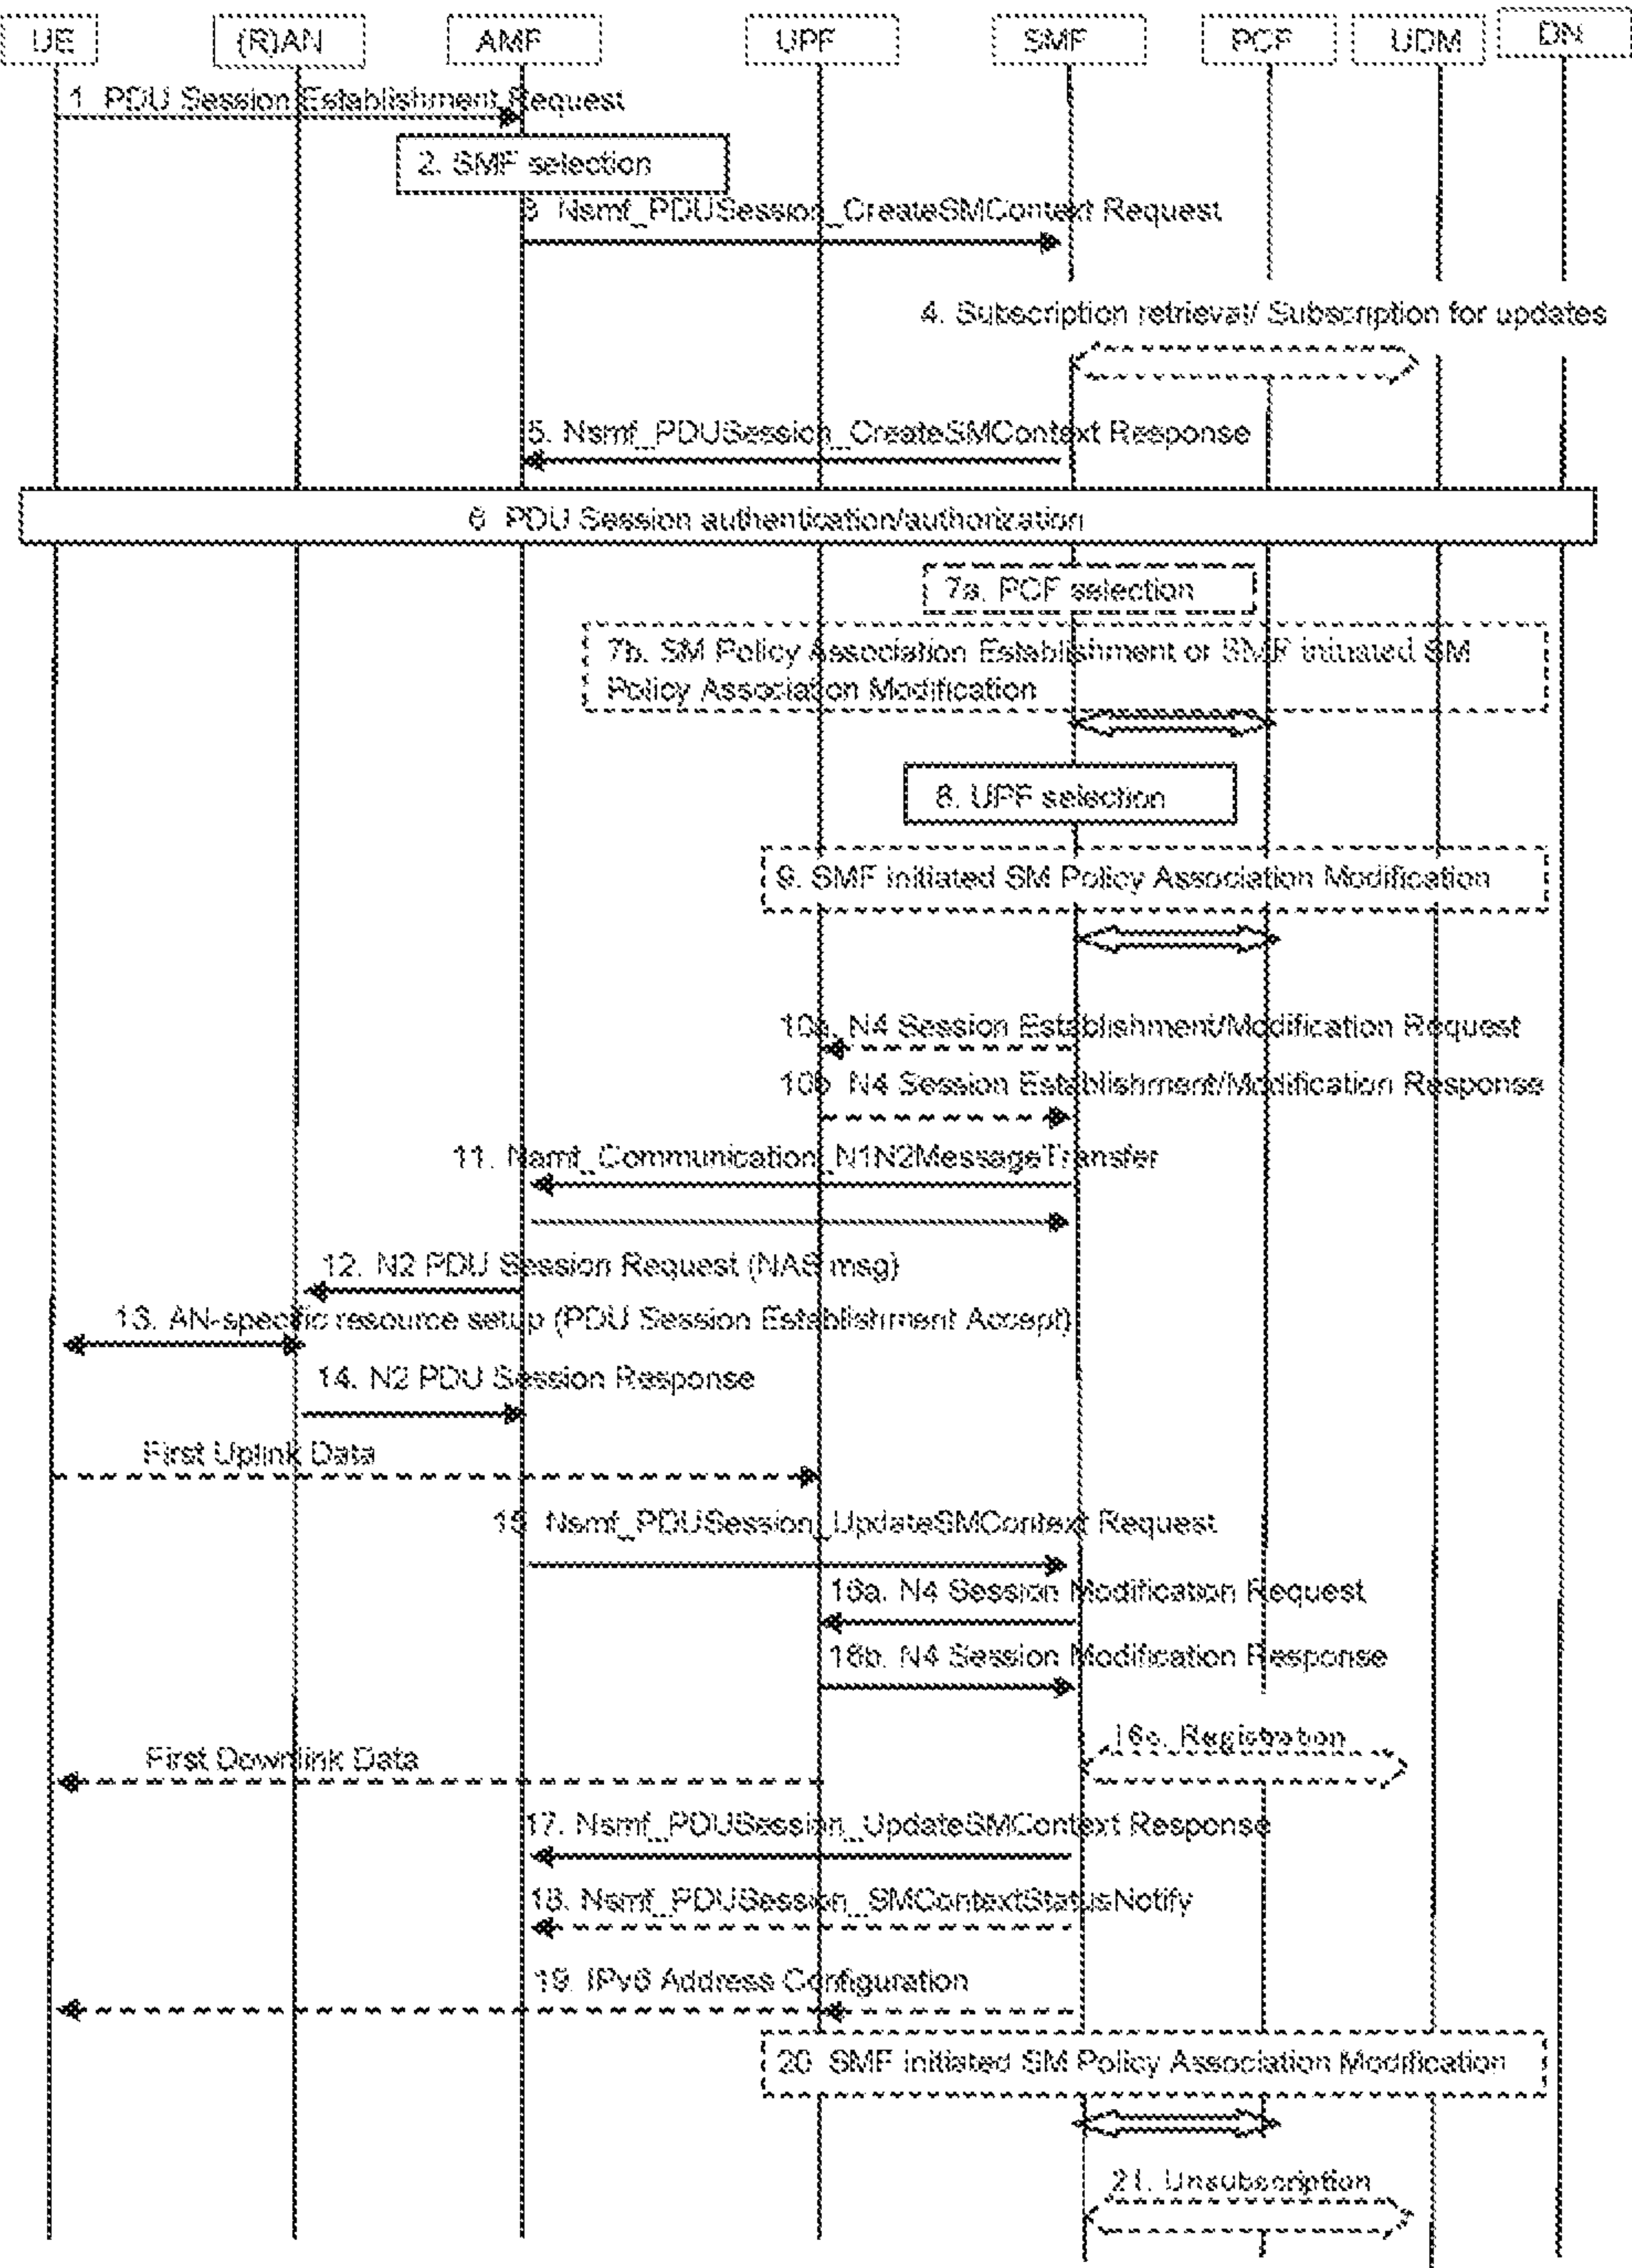 UE (R)AN AMF UPF SMF PCF UDM DN
1. PDU Session Establishment Request
2. SMF selection
3. Nsmf_PDUSession_CreateSMContext Request
4. Subscription retrieval/ Subscription for updates
5. Nsmf_PDUSession_CreateSMContext Response
6. PDU Session authentication/authorization
7a. PCF selection
7b. SM Policy Association Establishment or SMF initiated SM
Policy Association Modification
8. UPF selection
9. SMF initiated SM Policy Association Modification
10a. N4 Session Establishment/Modification Request
10b. N4 Session Establishment/Modification Response
11. Namf_Communication_N1N2MessageTransfer
12. N2 PDU Session Request (NAS msg)
13. AN-specific resource setup (PDU Session Establishment Accept)
14. N2 PDU Session Response
First Uplink Data
15. Nsmf_PDUSession_UpdateSMContext Request
16a. N4 Session Modification Request
16b. N4 Session Modification Response
16c. Registration
First Downlink Data
17. Nsmf_PDUSession_UpdateSMContext Response
18. Nsmf_PDUSession_SMContextStatusNotify
19. IPv6 Address Configuration
20. SMF initiated SM Policy Association Modification
21. Unsubscription